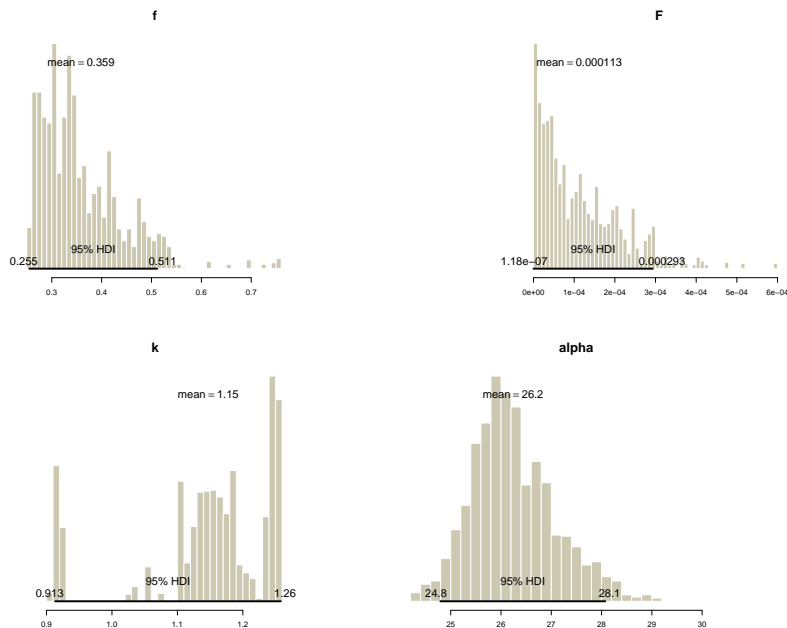 f
mean = 0.359
95% HDI
0.255
0.511
0.3 0.4 0.5 0.6 0.7
F
mean = 0.000113
95% HDI
1.18e−07
0.000293
0e+00 1e−04 2e−04 3e−04 4e−04 5e−04 6e−04
k
mean = 1.15
95% HDI
0.913
1.26
0.9 1.0 1.1 1.2
alpha
mean = 26.2
95% HDI
24.8
28.1
25 26 27 28 29 30